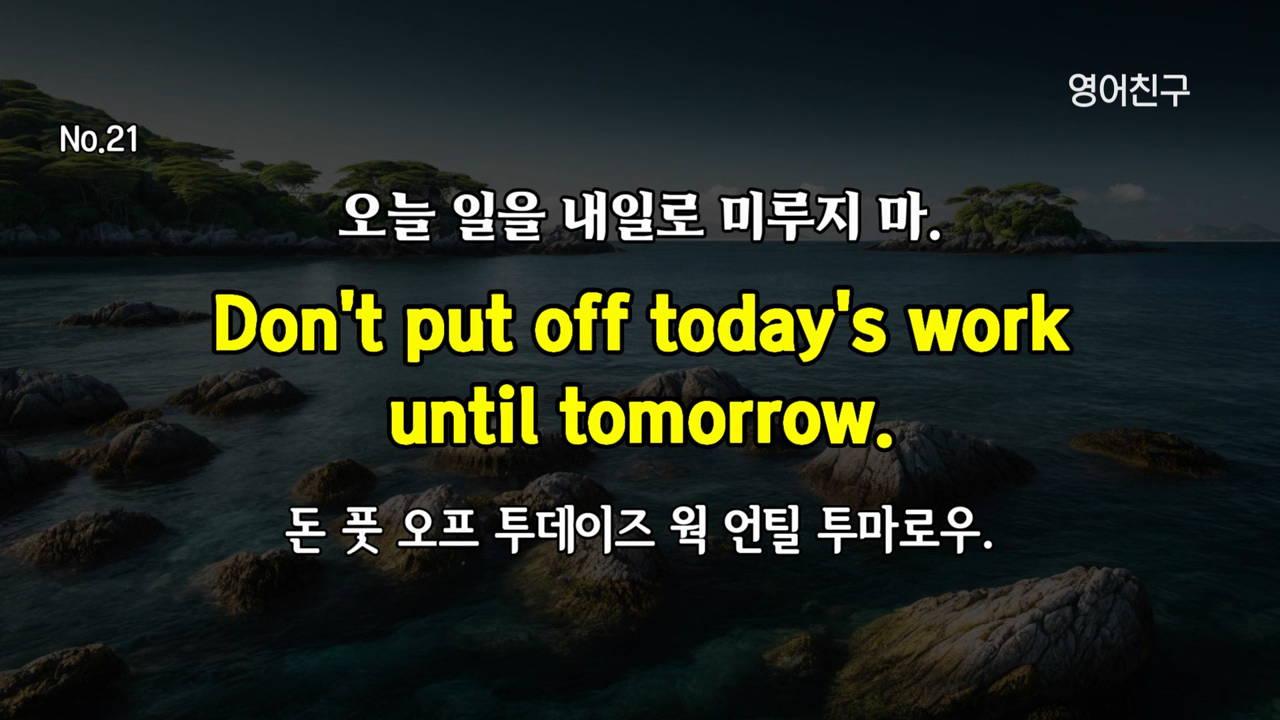 영어친구
No.21
오늘 일을 내일로 미루지 마.
Don't put off today's work
until tomorrow.
돈 풋 오프 투데이즈 웍 언틸 투마로우.